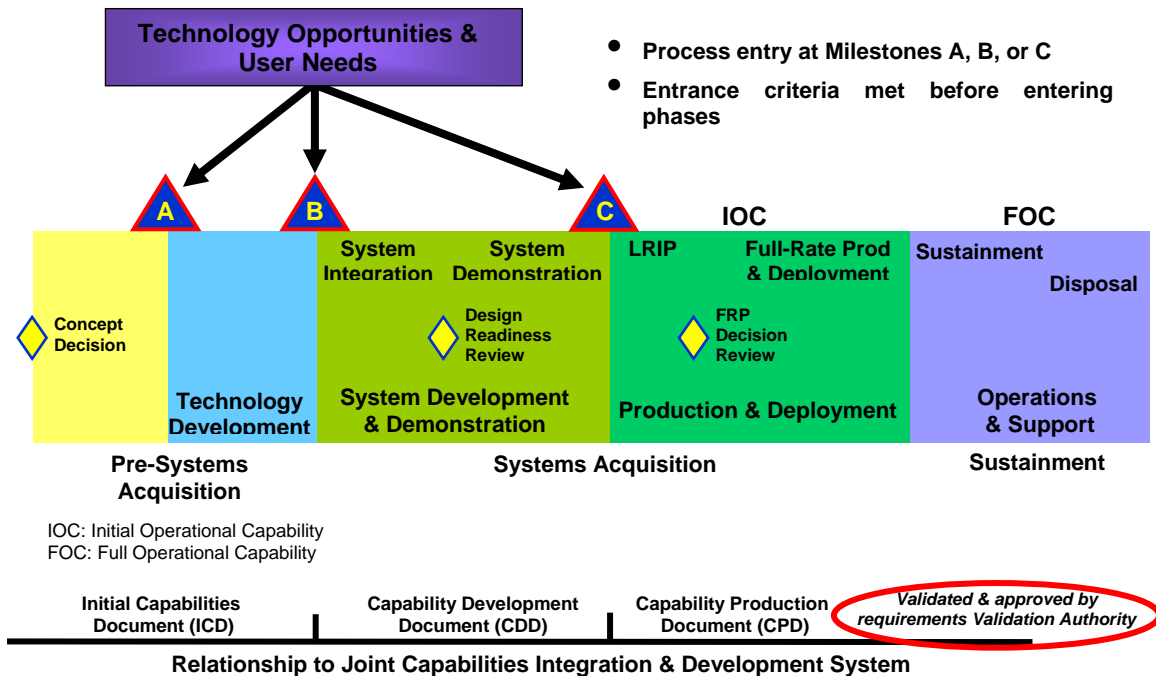 Technology Opportunities &
User Needs
• Process entry at Milestones A, B, or C
• Entrance criteria met before entering
phases
A
B
C
IOC
FOC
System
Integration
System
Demonstration
LRIP
Full-Rate Prod
& Deployment
Sustainment
Disposal
Concept
Decision
Design
Readiness
Review
FRP
Decision
Review
Technology
Development
System Development
& Demonstration
Production & Deployment
Operations
& Support
Pre-Systems
Acquisition
Systems Acquisition
Sustainment
IOC: Initial Operational Capability
FOC: Full Operational Capability
Initial Capabilities
Document (ICD)
Capability Development
Document (CDD)
Capability Production
Document (CPD)
Validated & approved by
requirements Validation Authority
Relationship to Joint Capabilities Integration & Development System